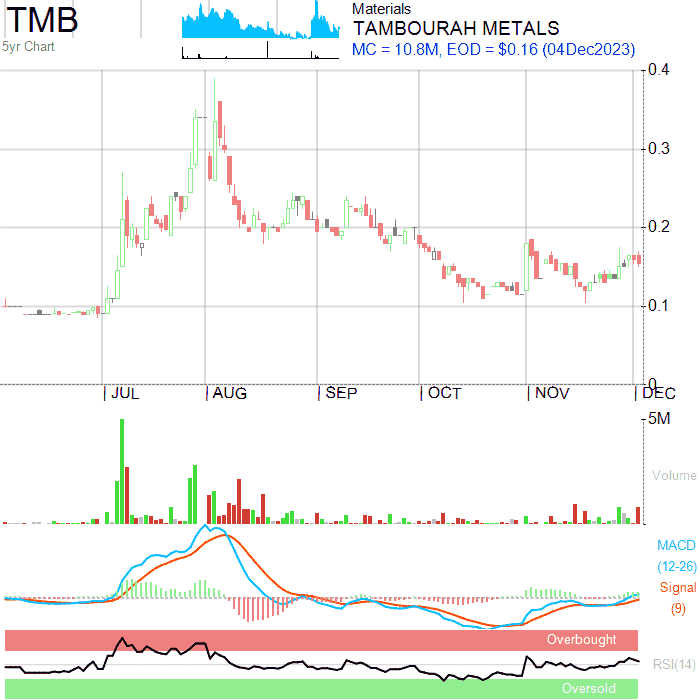 TMB
5yr Chart
Materials
TAMBOURAH METALS
MC = 10.8M, EOD = $0.16 (04Dec2023)
0.4
0.3
0.2
0.1
0
JUL AUG SEP OCT NOV DEC
5M
Volume
MACD
(12-26)
Signal
(9)
Overbought
RSI(14)
Oversold